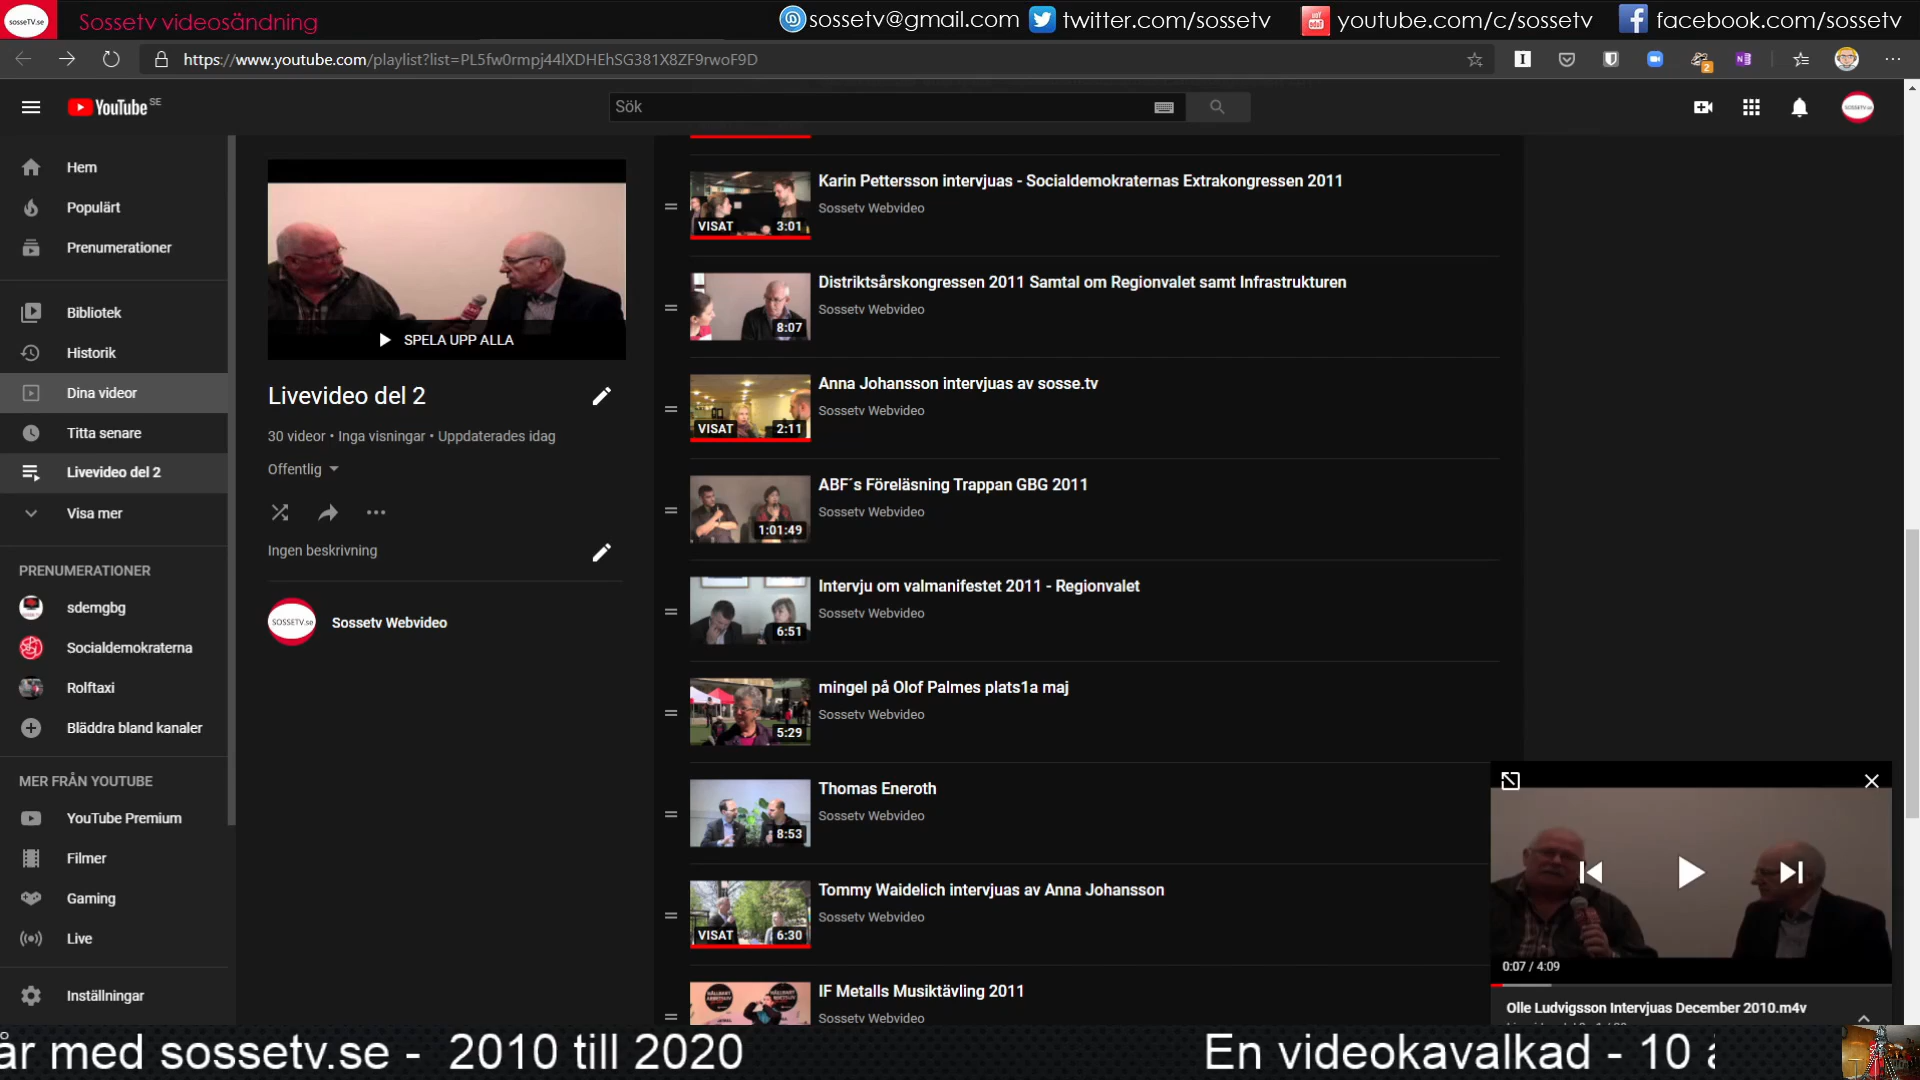 sosseTV.se
Sossetv videosändning
sossetv@gmail.com
twitter.com/sossetv
youtube.com/c/sossetv
facebook.com/sossetv
https://www.youtube.com/playlist?list=PL5fw0rmpj44lXDHEhSG381X8ZF9rwoF9D
2
YouTube SE
Sök
Hem
Populärt
Prenumerationer
Bibliotek
Historik
Dina videor
Titta senare
Livevideo del 2
Visa mer
PRENUMERATIONER
sdemgbg
Socialdemokraterna
Rolftaxi
Bläddra bland kanaler
MER FRÅN YOUTUBE
YouTube Premium
Filmer
Gaming
Live
Inställningar
SPELA UPP ALLA
Livevideo del 2
30 videor • Inga visningar • Uppdaterades idag
Offentlig
Ingen beskrivning
SOSSETV.se
Sossetv Webvideo
Karin Pettersson intervjuas - Socialdemokraternas Extrakongressen 2011
Sossetv Webvideo
VISAT 3:01
Distriktsårskongressen 2011 Samtal om Regionvalet samt Infrastrukturen
Sossetv Webvideo
8:07
Anna Johansson intervjuas av sosse.tv
Sossetv Webvideo
VISAT 2:11
ABF´s Föreläsning Trappan GBG 2011
Sossetv Webvideo
1:01:49
Intervju om valmanifestet 2011 - Regionvalet
Sossetv Webvideo
6:51
mingel på Olof Palmes plats1a maj
Sossetv Webvideo
5:29
Thomas Eneroth
Sossetv Webvideo
8:53
Tommy Waidelich intervjuas av Anna Johansson
Sossetv Webvideo
VISAT 6:30
IF Metalls Musiktävling 2011
Sossetv Webvideo
0:07 / 4:09
Olle Ludvigsson Intervjuas December 2010.m4v
år med sossetv.se - 2010 till 2020
En videokavalkad - 10